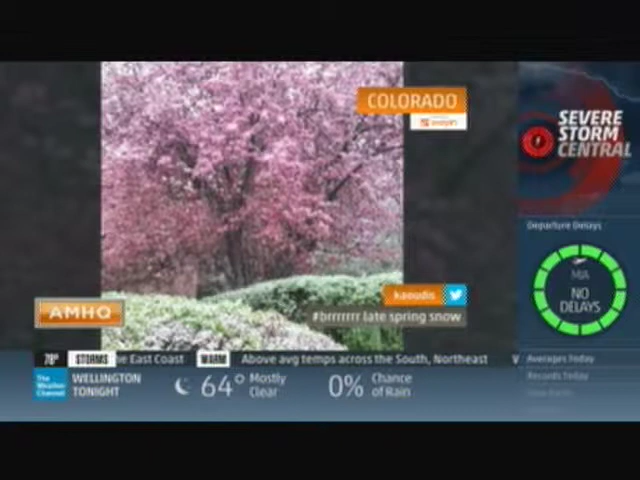 COLORADO
SEVERE
STORM
CENTRAL
Departure Delays
MIA
NO
DELAYS
kaoudis
#brrrrrrr late spring snow
AMHQ
78° STORMS he East Coast WARM Above avg temps across the South, Northeast
Averages Today
Records Today
The
Weather
Channel
WELLINGTON
TONIGHT
64° Mostly
Clear
0% Chance
of Rain